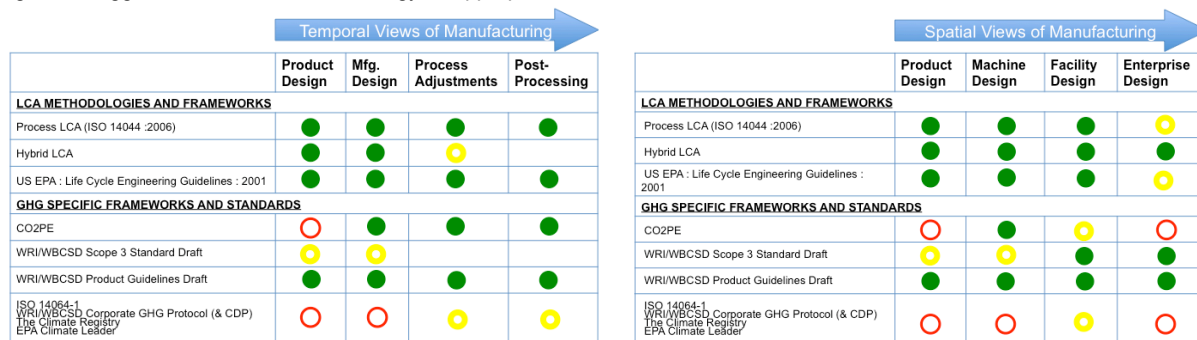 Temporal Views of Manufacturing
Product Design Mfg. Design Process Adjustments Post-Processing
LCA METHODOLOGIES AND FRAMEWORKS
Process LCA (ISO 14044 :2006)
Hybrid LCA
US EPA : Life Cycle Engineering Guidelines : 2001
GHG SPECIFIC FRAMEWORKS AND STANDARDS
CO2PE
WRI/WBCSD Scope 3 Standard Draft
WRI/WBCSD Product Guidelines Draft
ISO 14064-1
WRI/WBCSD Corporate GHG Protocol (& CDP)
The Climate Registry
EPA Climate Leader
Spatial Views of Manufacturing
Product Design Machine Design Facility Design Enterprise Design
LCA METHODOLOGIES AND FRAMEWORKS
Process LCA (ISO 14044 :2006)
Hybrid LCA
US EPA : Life Cycle Engineering Guidelines :
2001
GHG SPECIFIC FRAMEWORKS AND STANDARDS
CO2PE
WRI/WBCSD Scope 3 Standard Draft
WRI/WBCSD Product Guidelines Draft
ISO 14064-1
WRI/WBCSD Corporate GHG Protocol (& CDP)
The Climate Registry
EPA Climate Leader